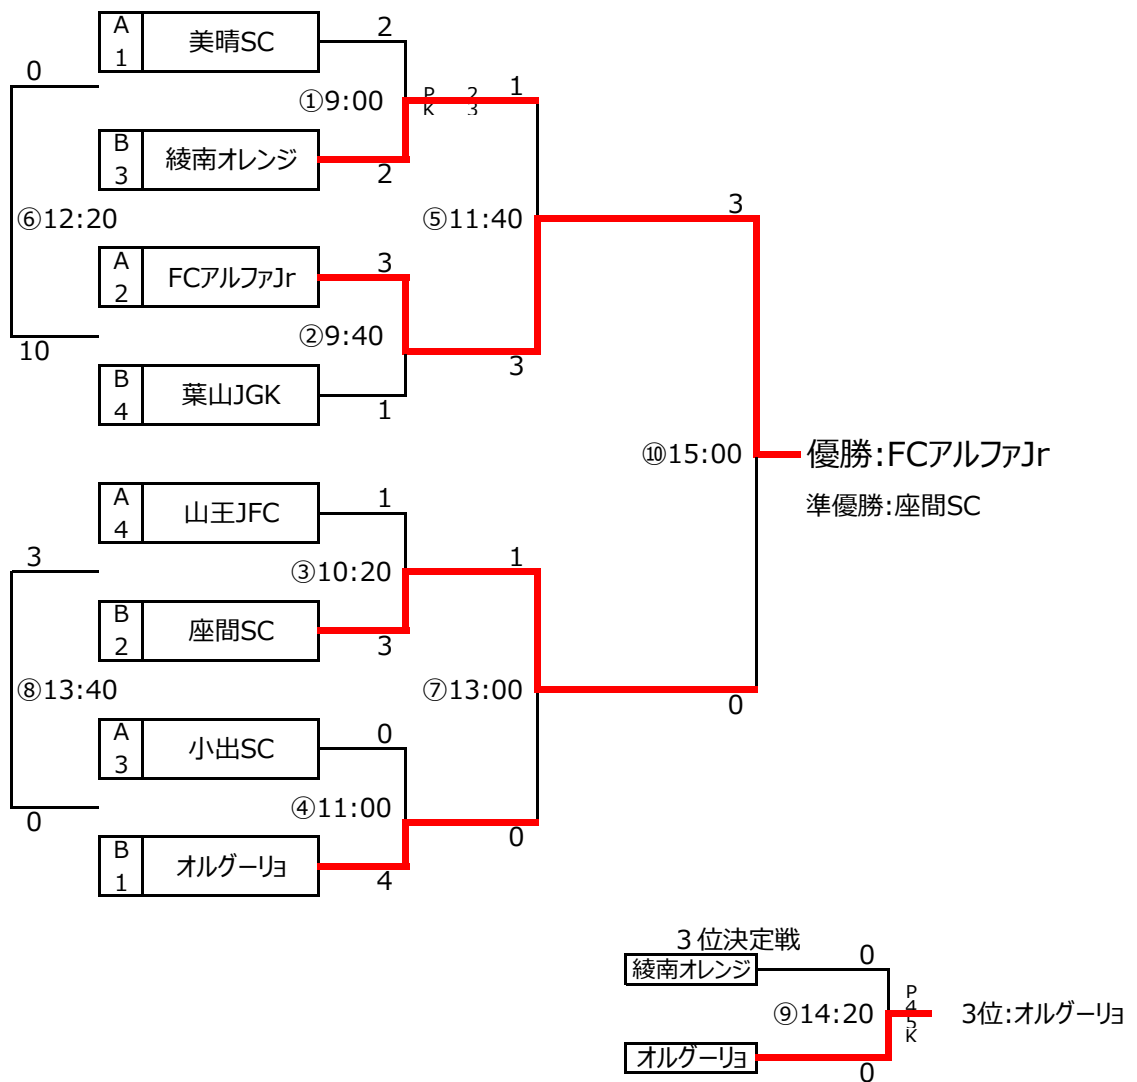 A
1
美晴SC
2
0
①9:00
PK
2
3
1
B
3
綾南オレンジ
2
⑥12:20
⑤11:40
3
A
2
FCアルファJr
3
②9:40
10
3
B
4
葉山JGK
1
⑩15:00
優勝:FCアルファJr
準優勝:座間SC
A
4
山王JFC
1
3
③10:20
1
B
2
座間SC
3
⑧13:40
⑦13:00
0
A
3
小出SC
0
④11:00
0
0
B
1
オルグーリョ
4
３位決定戦
綾南オレンジ
0
⑨14:20
P
4
5
K
3位:オルグーリョ
オルグーリョ
0